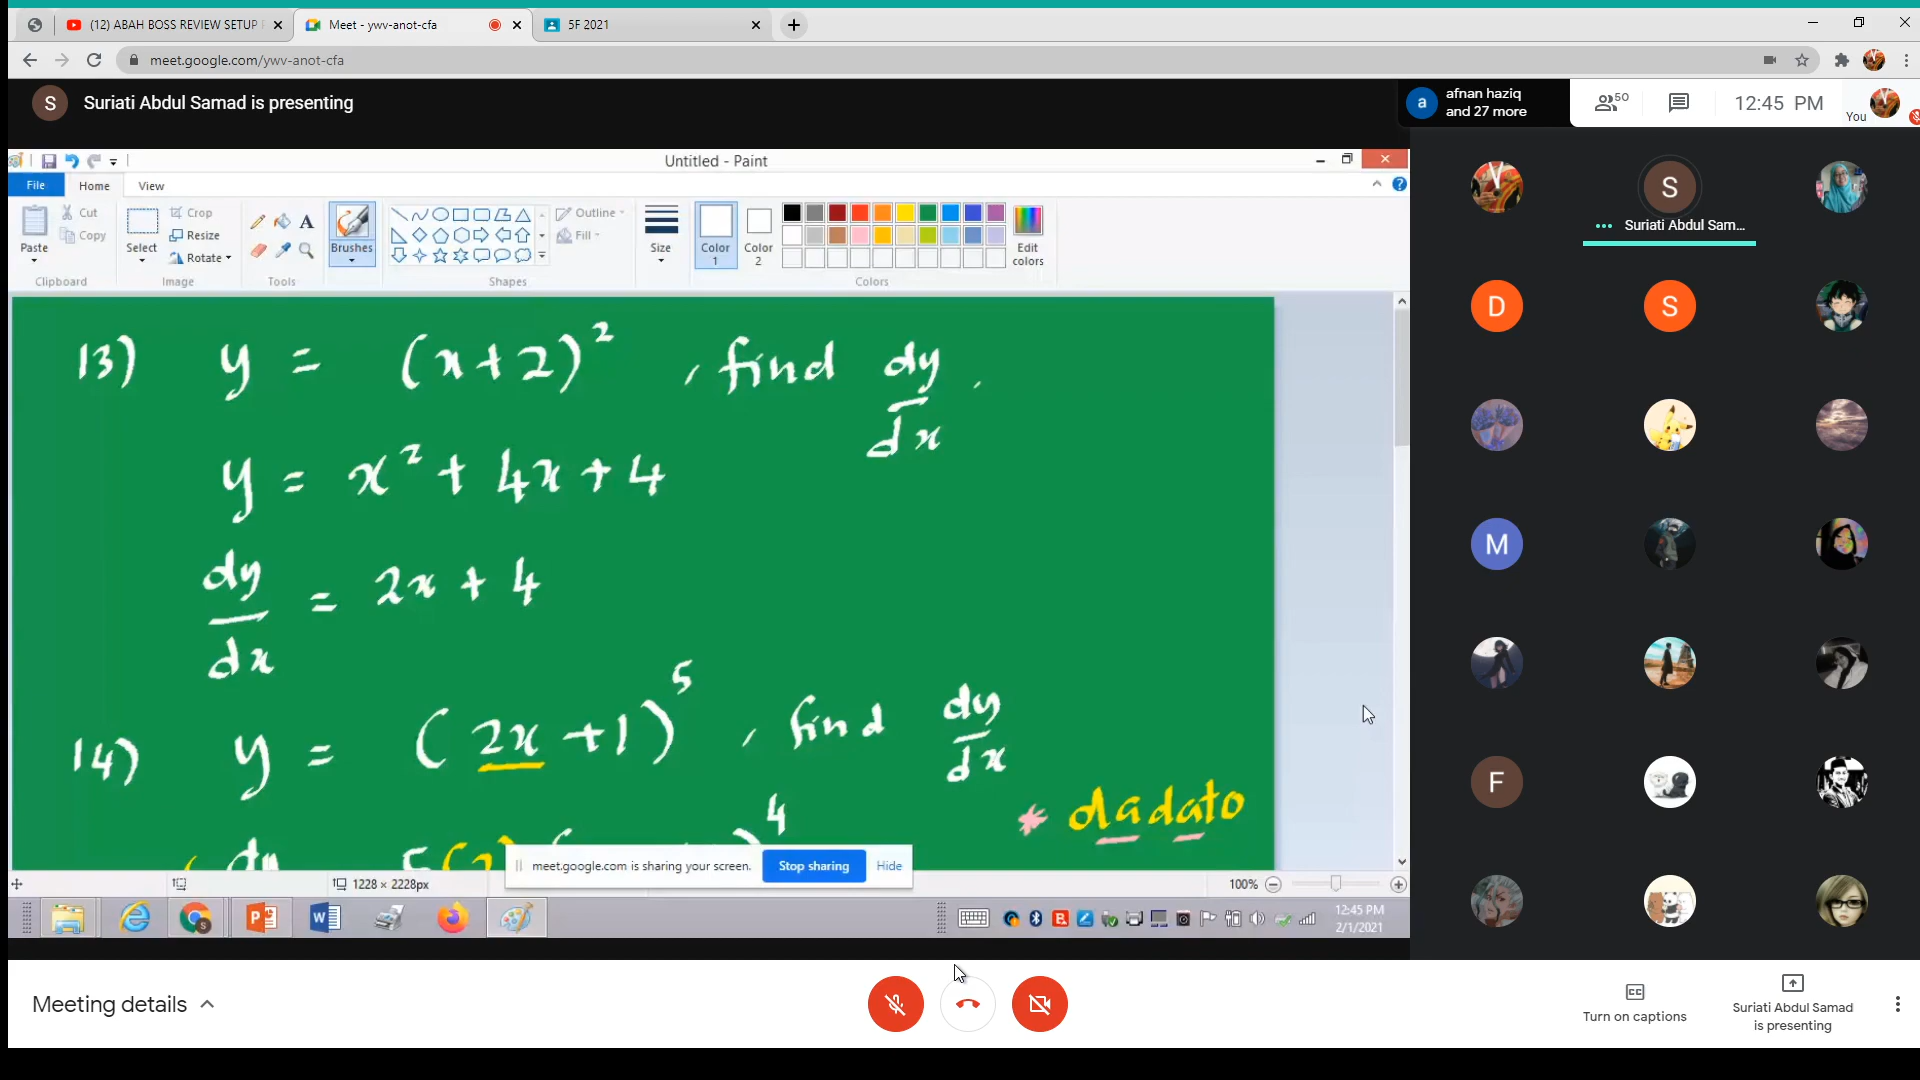 (12) ABAH BOSS REVIEW SETUP
Meet - ywv-anot-cfa
5F 2021
meet.google.com/ywv-anot-cfa
S
Suriati Abdul Samad is presenting
a
afnan haziq
and 27 more
50
12:45 PM
You
Untitled - Paint
File
Home
View
Paste
Cut
Copy
Clipboard
Select
Crop
Resize
Rotate
Image
A
Tools
Brushes
Shapes
Outline
Fill
Size
Color
1
Color
2
Edit
colors
Colors
13) y = (x+2)², find dy/dx.
y = x² + 4x + 4
dy/dx = 2x + 4
14) y = (2x+1)⁵, find dy/dx
* dadato
4
meet.google.com is sharing your screen.
Stop sharing
Hide
1228 × 2228px
100%
12:45 PM
2/1/2021
S
Suriati Abdul Sam...
D
S
M
F
Meeting details
CC
Turn on captions
Suriati Abdul Samad
is presenting